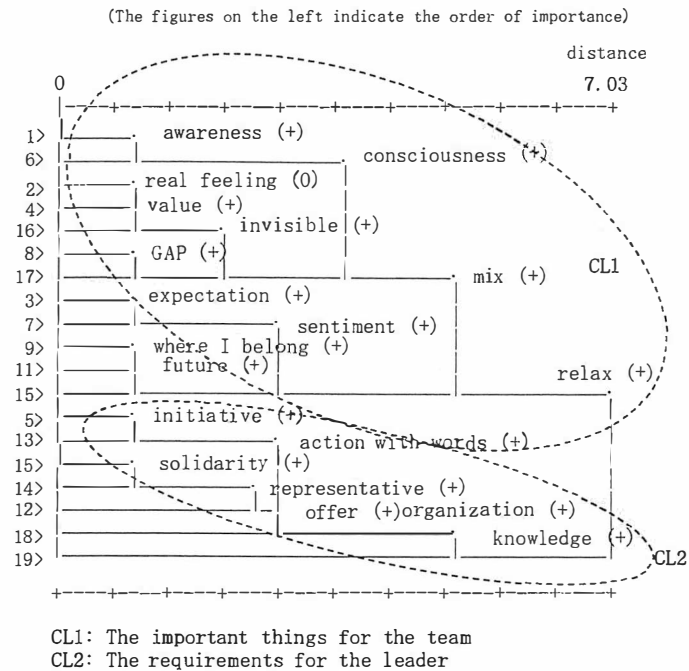 (The figures on the left indicate the order of importance)
distance
0 7.03
1> awareness (+)
6> consciousness (+)
2> real feeling (0)
4> value (+)
16> invisible (+)
8> GAP (+)
CL1
17> mix (+)
3> expectation (+)
7> sentiment (+)
9> where I belong (+)
11> future (+)
15> relax (+)
5> initiative (+)
13> action with words (+)
15> solidarity (+)
14> representative (+)
12> offer (+) organization (+)
18> knowledge (+)
19> CL2
CL1: The important things for the team
CL2: The requirements for the leader